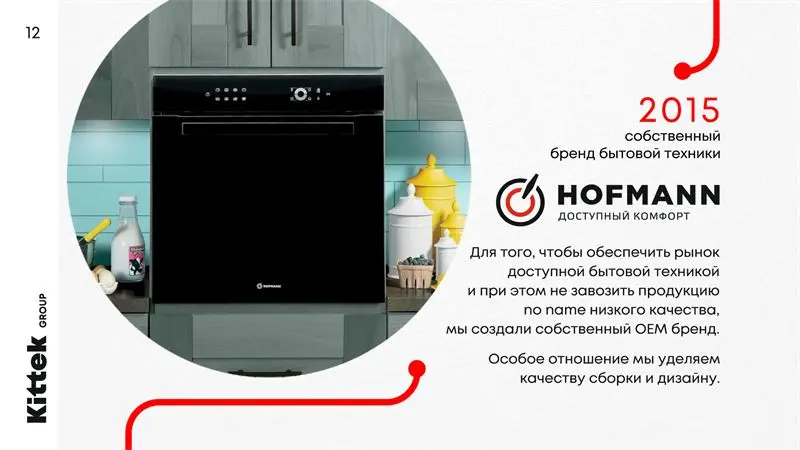 12
2015
собственный
бренд бытовой техники
HOFMANN
ДОСТУПНЫЙ КОМФОРТ
Для того, чтобы обеспечить рынок
доступной бытовой техникой
и при этом не завозить продукцию
no name низкого качества,
мы создали собственный OEM бренд.
Особое отношение мы уделяем
качеству сборки и дизайну.
HOFMANN
Kittek GROUP